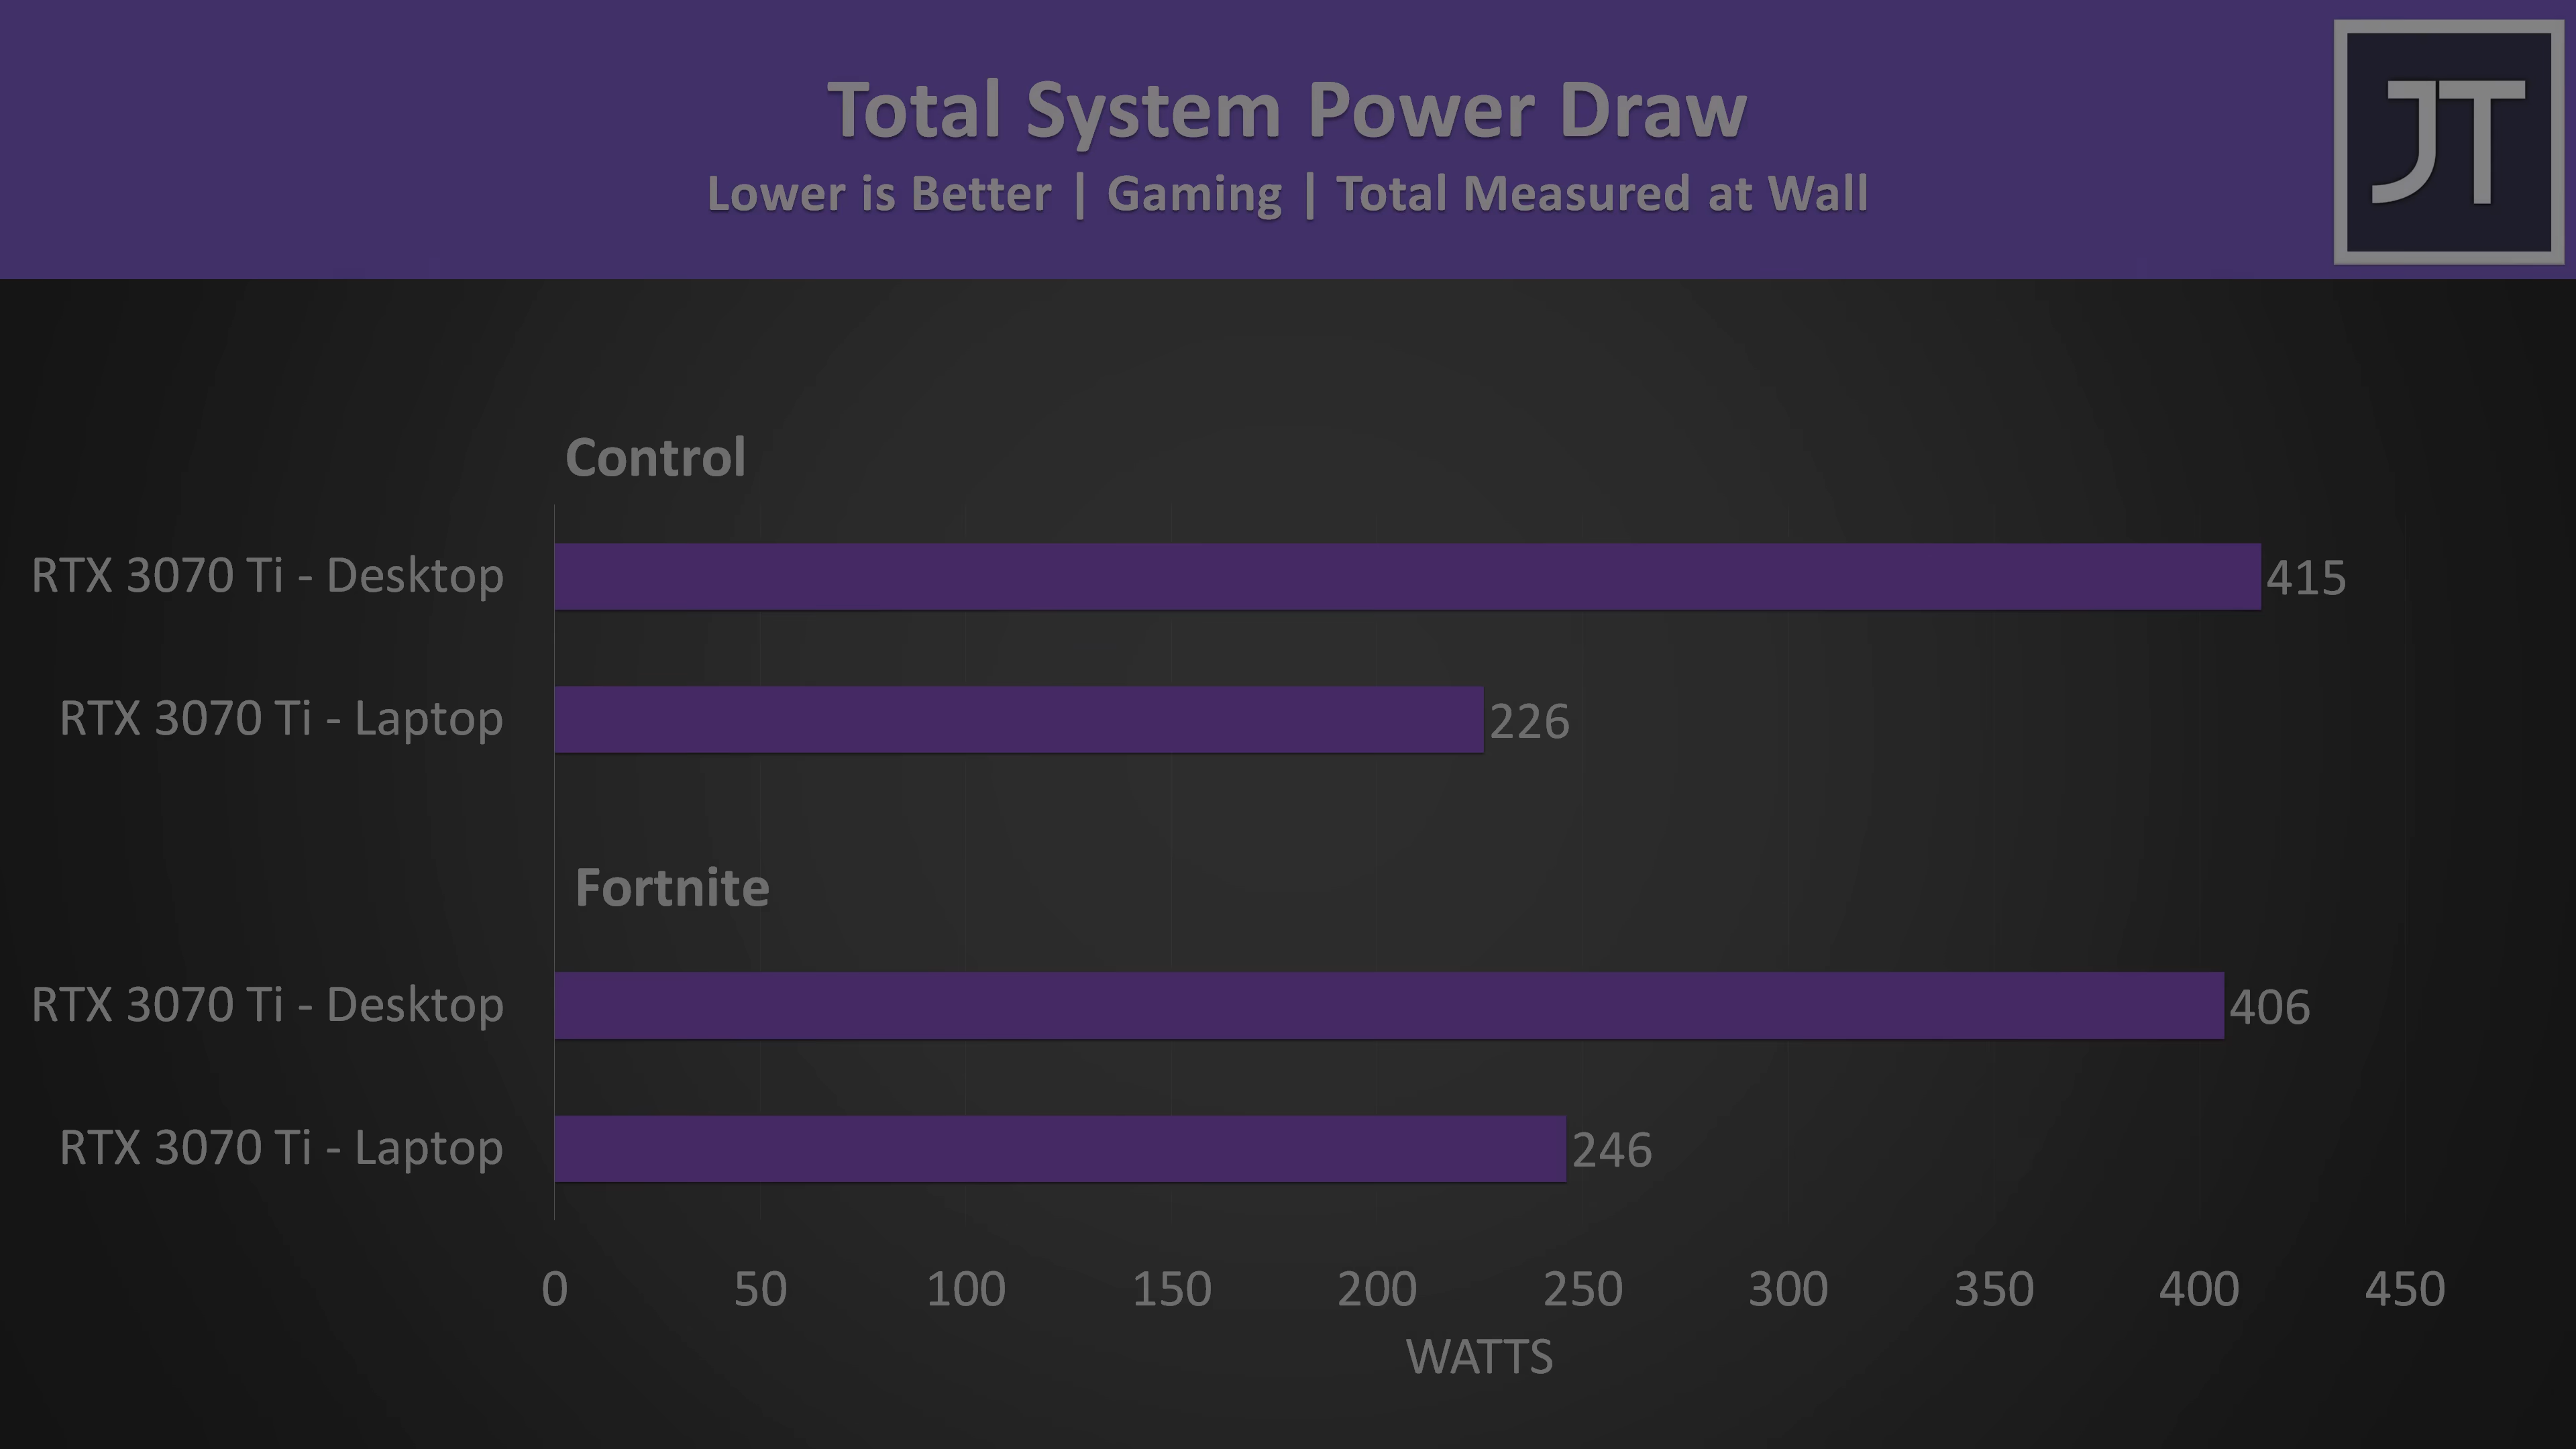 Total System Power Draw
Lower is Better | Gaming | Total Measured at Wall
JT
Control
RTX 3070 Ti - Desktop 415
RTX 3070 Ti - Laptop 226
Fortnite
RTX 3070 Ti - Desktop 406
RTX 3070 Ti - Laptop 246
0 50 100 150 200 250 300 350 400 450
WATTS